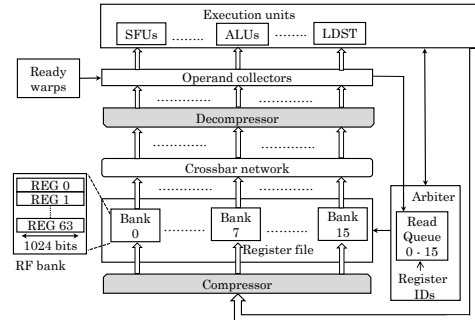 Execution units
SFUs ........ ALUs ........ LDST
Ready
warps
Operand collectors
Decompressor
Crossbar network
REG 0
REG 1
REG 63
1024 bits
RF bank
Bank
0
Bank
7
Bank
15
Register file
Compressor
Arbiter
Read
Queue
0 - 15
Register
IDs